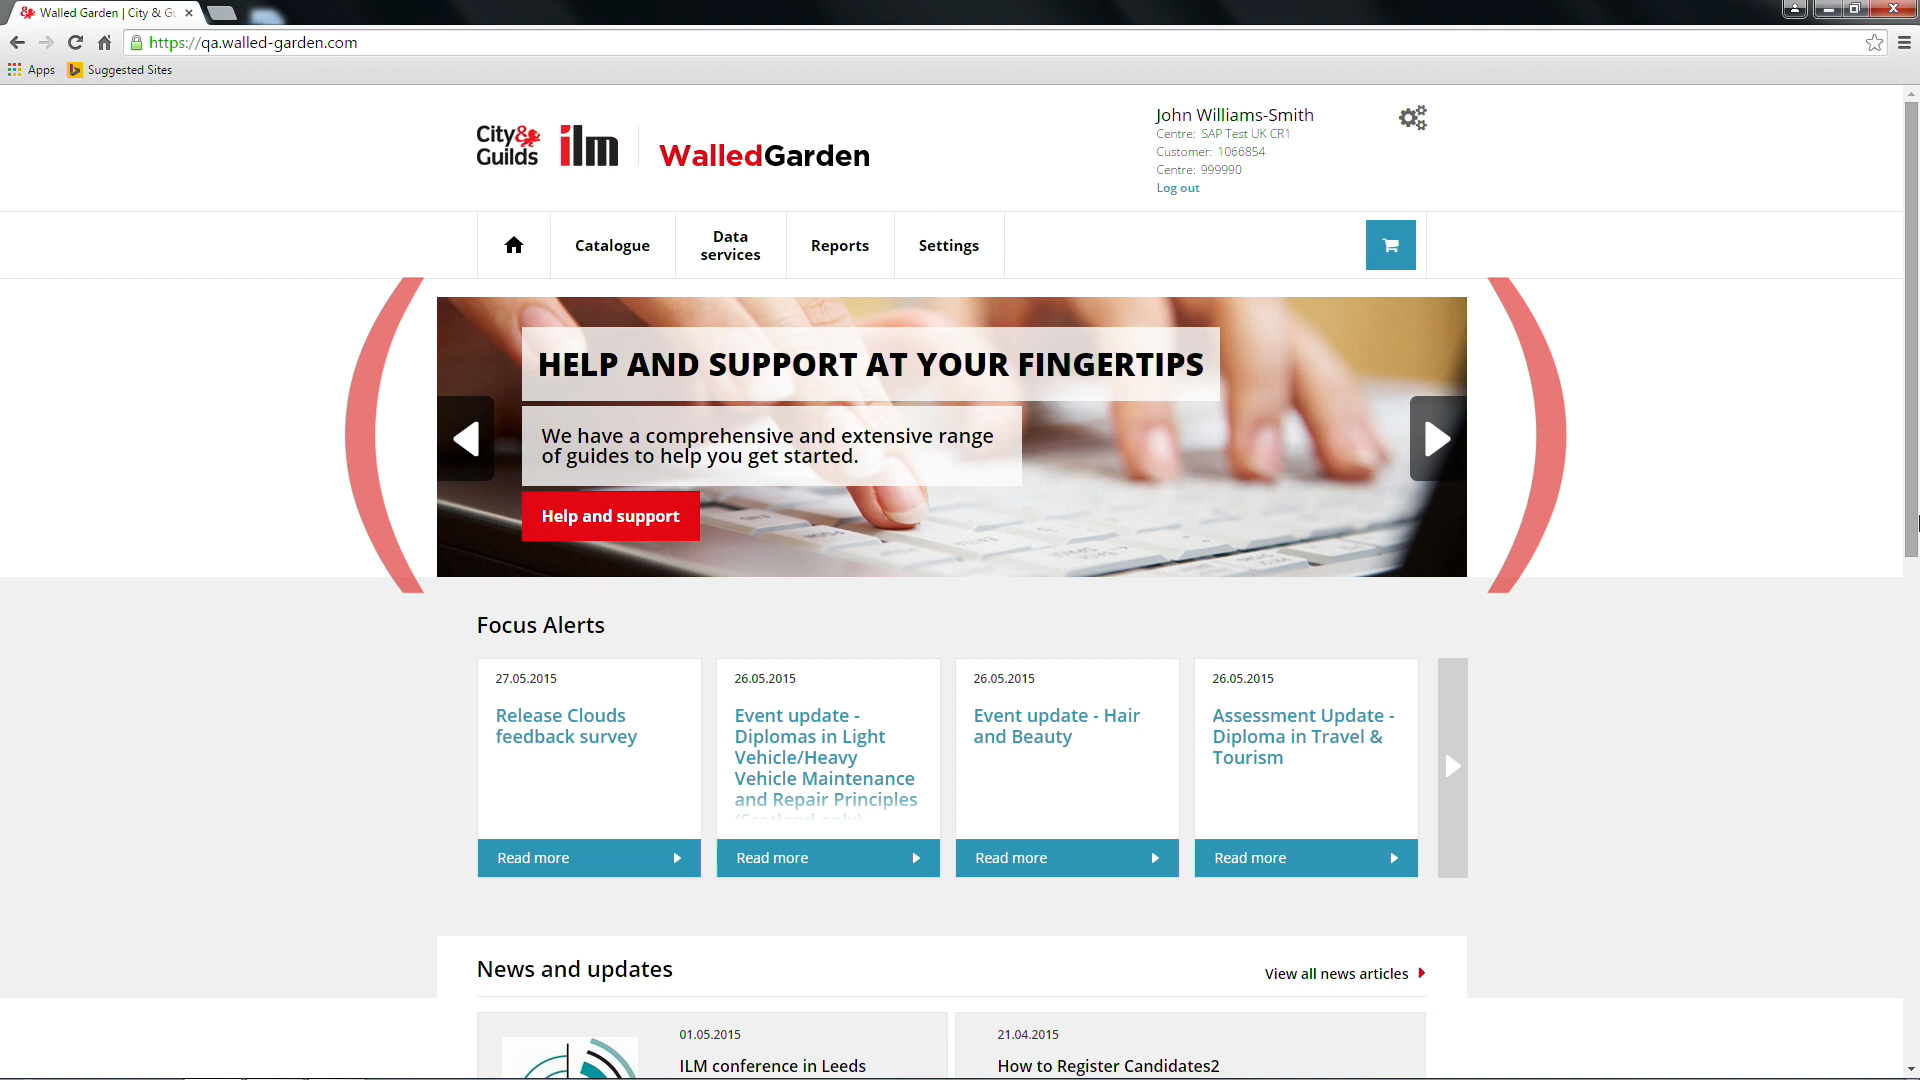 Walled Garden | City & Gu
https://qa.walled-garden.com
Apps
Suggested Sites
City&
Guilds
ilm
WalledGarden
John Williams-Smith
Centre: SAP Test UK CR1
Customer: 1066854
Centre: 999990
Log out
Catalogue
Data
services
Reports
Settings
HELP AND SUPPORT AT YOUR FINGERTIPS
We have a comprehensive and extensive range
of guides to help you get started.
Help and support
Focus Alerts
27.05.2015
Release Clouds
feedback survey
Read more
26.05.2015
Event update -
Diplomas in Light
Vehicle/Heavy
Vehicle Maintenance
and Repair Principles
(Scotland only)
Read more
26.05.2015
Event update - Hair
and Beauty
Read more
26.05.2015
Assessment Update -
Diploma in Travel &
Tourism
Read more
News and updates
View all news articles
01.05.2015
ILM conference in Leeds
21.04.2015
How to Register Candidates2